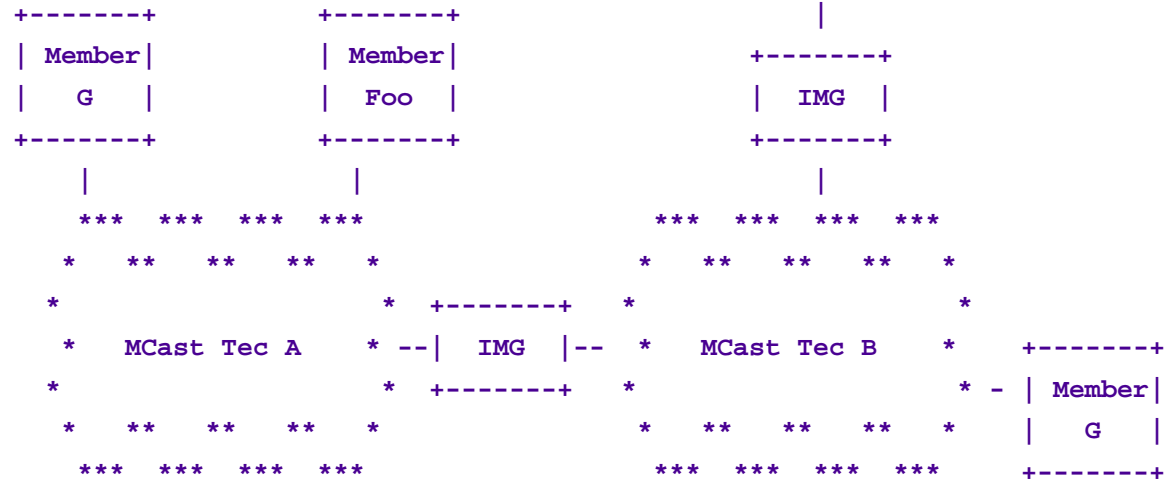 +-------+          +-------+                      |
| Member|          | Member|                  +-------+
|   G   |          |  Foo  |                  |  IMG  |
+-------+          +-------+                  +-------+
    |                |                            |
    ***  ***  ***  ***                  ***  ***  ***  ***
   *   **   **   **   *                *   **   **   **   *
  *                    *  +-------+   *                    *
   *   MCast Tec A    * --|  IMG  |-- *   MCast Tec B    *    +-------+
  *                    *  +-------+   *                    * - | Member|
   *   **   **   **   *                *   **   **   **   *    |   G   |
    ***  ***  ***  ***                  ***  ***  ***  ***     +-------+